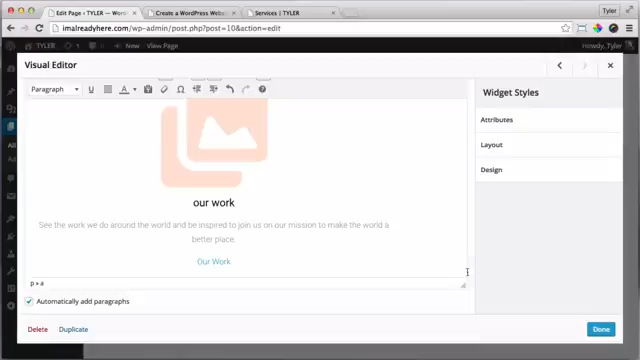 Edit Page ‹ TYLER — Word
Create a WordPress Websi
Services | TYLER
Tyler
imalreadyhere.com/wp-admin/post.php?post=10&action=edit
TYLER
1
New
View Page
Howdy, Tyler
Visual Editor
Paragraph
U
A
Ω
Widget Styles
Attributes
Layout
Design
our work
See the work we do around the world and be inspired to join us on our mission to make the world a
better place.
Our Work
p » a
Automatically add paragraphs
All
Ad
Delete
Duplicate
Done